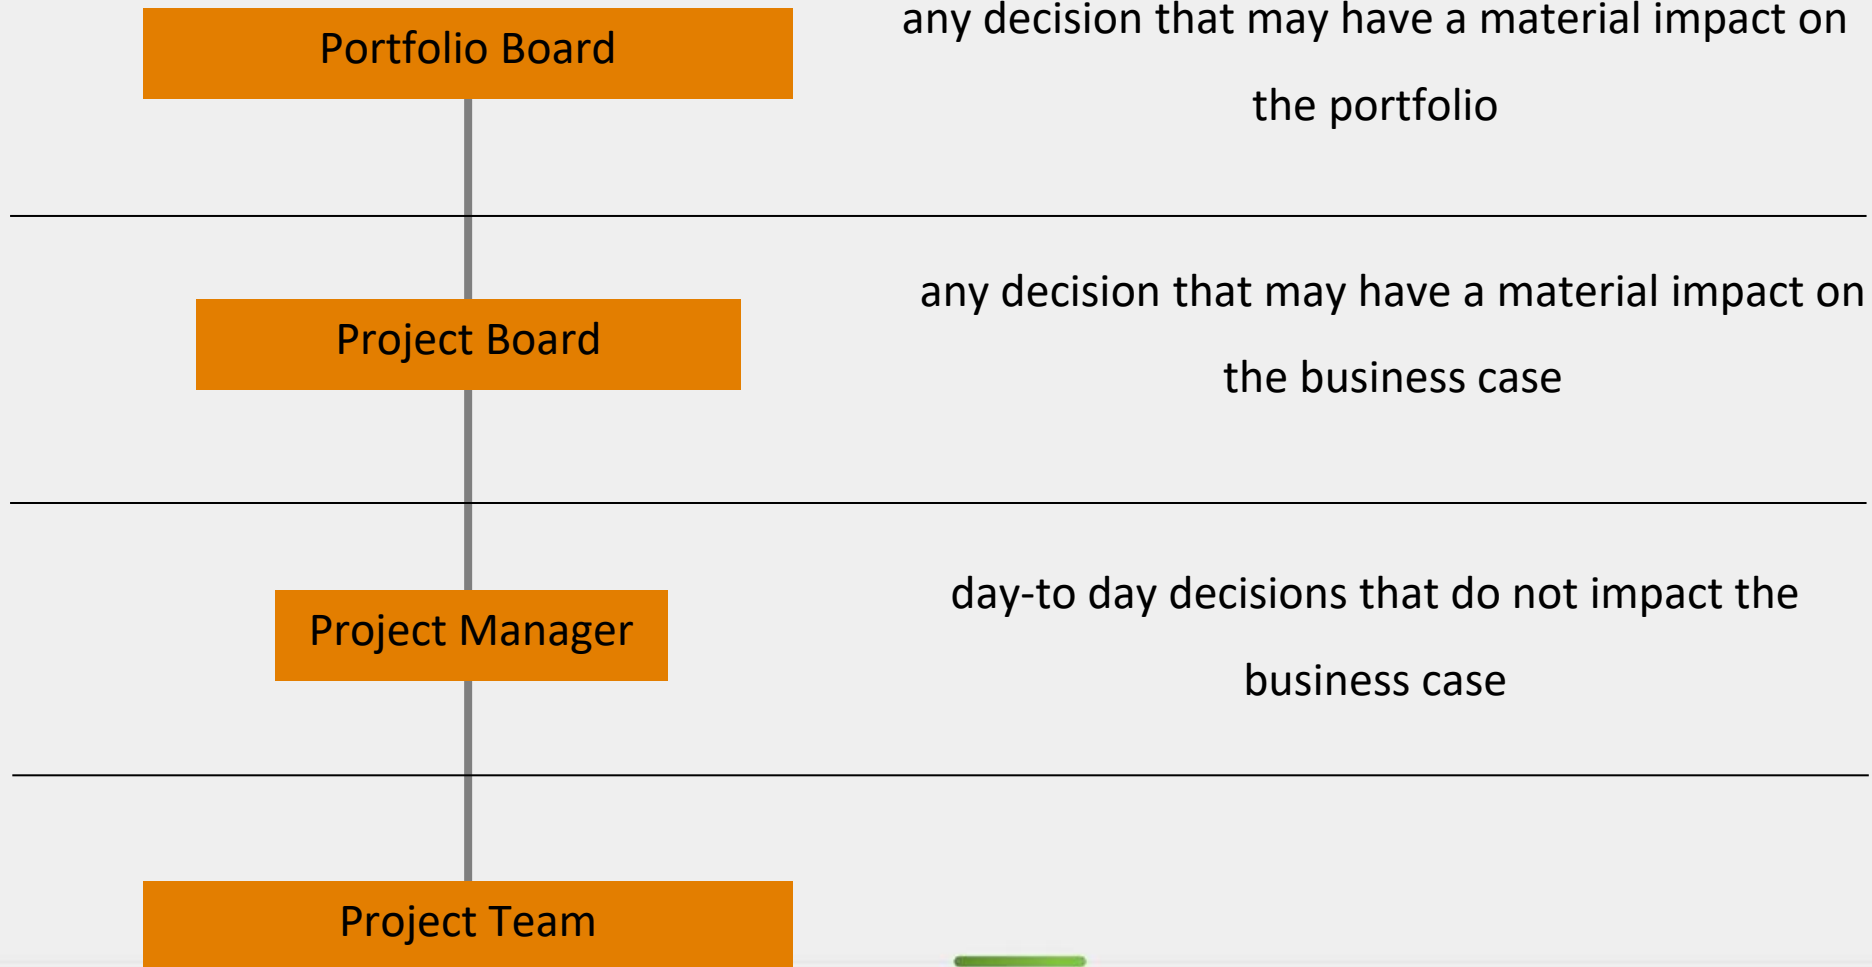 Portfolio Board
any decision that may have a material impact on
the portfolio
Project Board
any decision that may have a material impact on
the business case
Project Manager
day-to day decisions that do not impact the
business case
Project Team